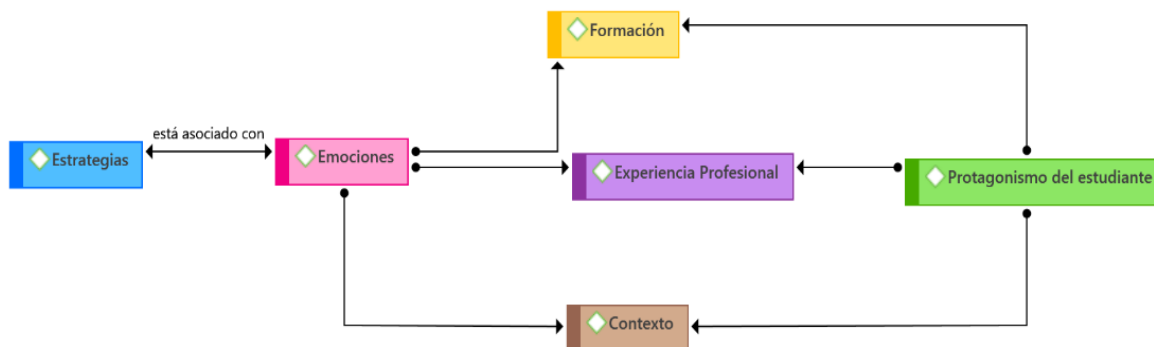 Formación
está asociado con
Estrategias
Emociones
Experiencia Profesional
Protagonismo del estudiante
Contexto